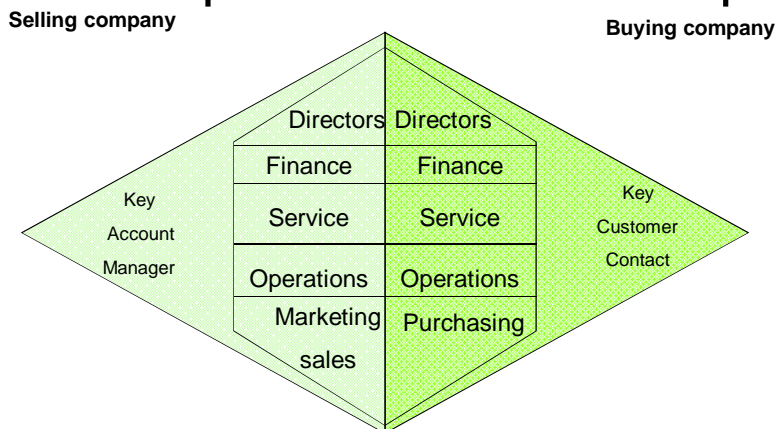 Selling company
Buying company
Directors Directors
Finance Finance
Service Service
Key
Account
Manager
Key
Customer
Contact
Operations Operations
Marketing
sales
Purchasing